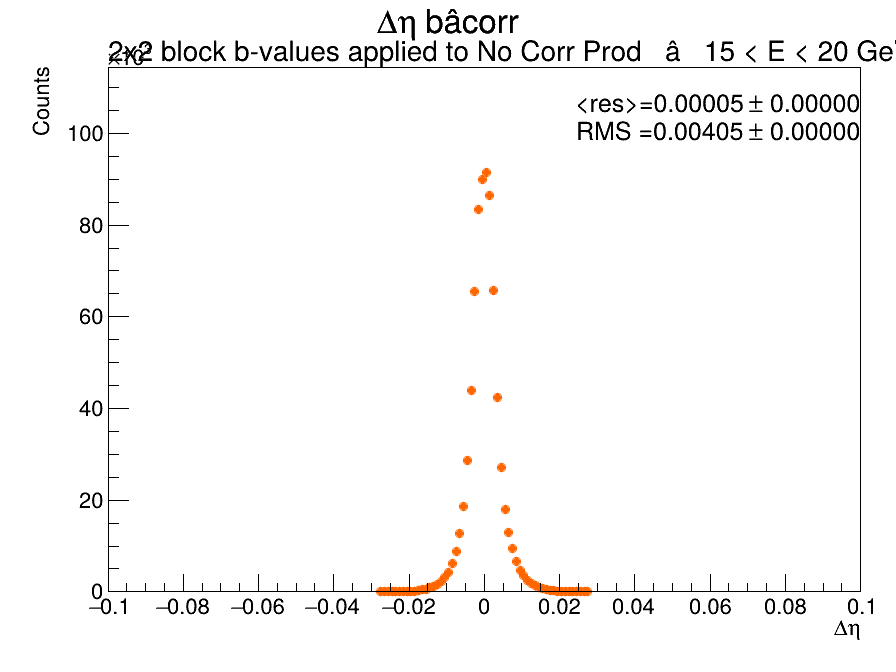 Δη bâcorr
2x2 block b-values applied to No Corr Prod â 15 < E < 20 GeV
Counts
<res>=0.00005 ± 0.00000
RMS =0.00405 ± 0.00000
100
80
60
40
20
0
−0.1 −0.08 −0.06 −0.04 −0.02 0 0.02 0.04 0.06 0.08 0.1
Δη